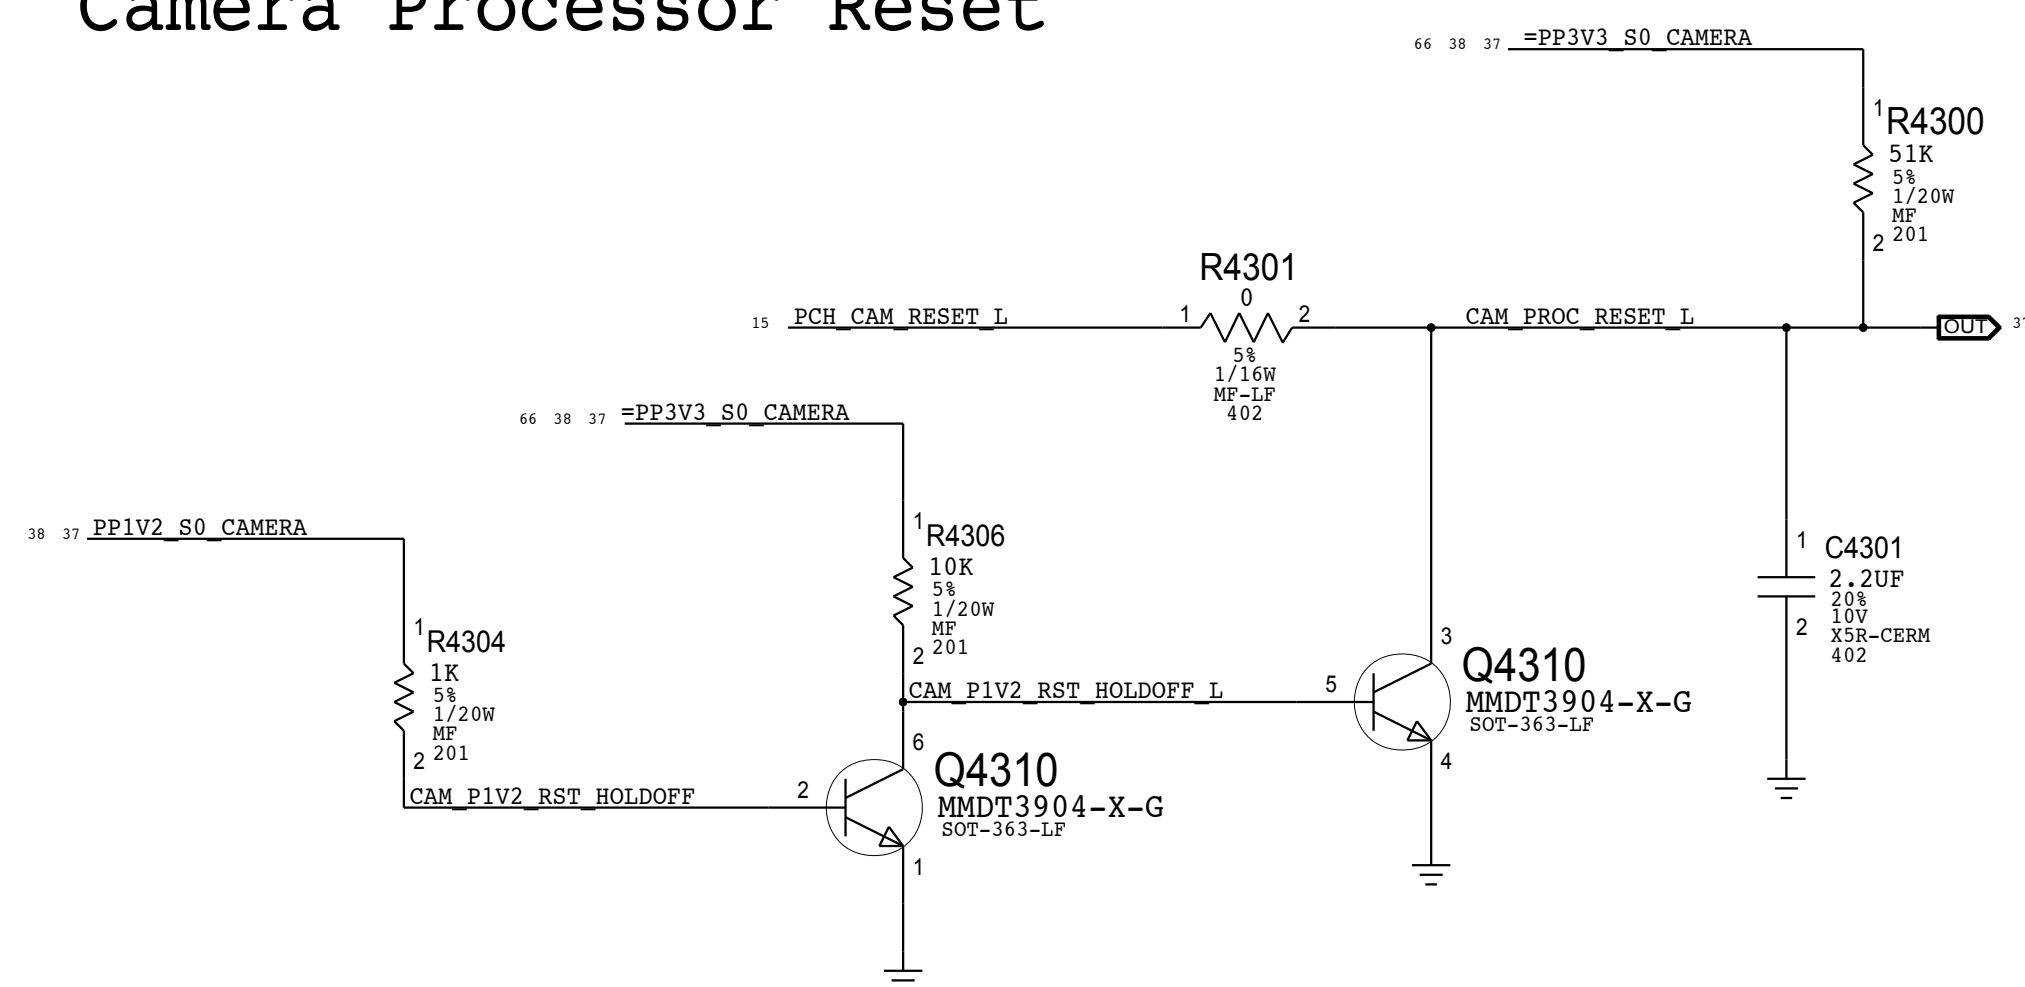 Camera Processor Reset
66 38 37 =PP3V3_S0_CAMERA
1
R4300
51K
5%
1/20W
MF
201
2
R4301
0
15 PCH_CAM_RESET_L 1 2 CAM_PROC_RESET_L OUT
5%
1/16W
MF-LF
402
66 38 37 =PP3V3_S0_CAMERA
38 37 PP1V2_S0_CAMERA
1
R4306
10K
5%
1/20W
MF
201
2
1
C4301
2.2UF
20%
10V
X5R-CERM
402
2
1
R4304
1K
5%
1/20W
MF
201
2
CAM_P1V2_RST_HOLDOFF_L 5
3
Q4310
MMDT3904-X-G
SOT-363-LF
4
CAM_P1V2_RST_HOLDOFF 2
6
Q4310
MMDT3904-X-G
SOT-363-LF
1